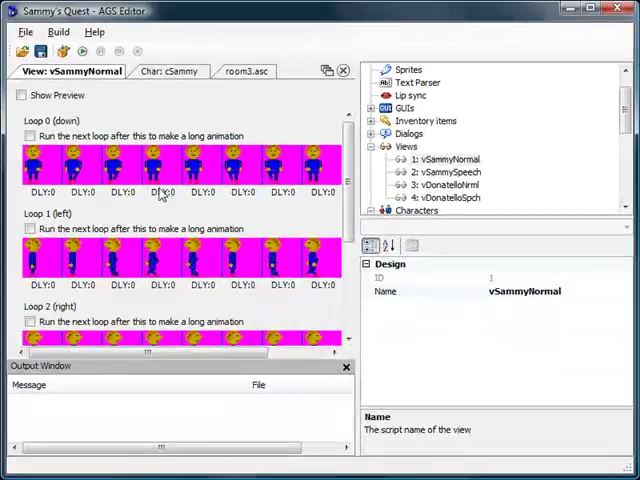 Sammy's Quest - AGS Editor
File Build Help
View: vSammyNormal Char: cSammy room3.asc
Show Preview
Loop 0 (down)
Run the next loop after this to make a long animation
DLY:0 DLY:0 DLY:0 DLY:0 DLY:0 DLY:0 DLY:0 DLY:0
Loop 1 (left)
Run the next loop after this to make a long animation
DLY:0 DLY:0 DLY:0 DLY:0 DLY:0 DLY:0 DLY:0 DLY:0
Loop 2 (right)
Run the next loop after this to make a long animation
Output Window
Message File
Sprites
Text Parser
Lip sync
GUIs
Inventory items
Dialogs
Views
1: vSammyNormal
2: vSammySpeech
3: vDonatelloNrml
4: vDonatelloSpch
Characters
Design
ID 1
Name vSammyNormal
Name
The script name of the view